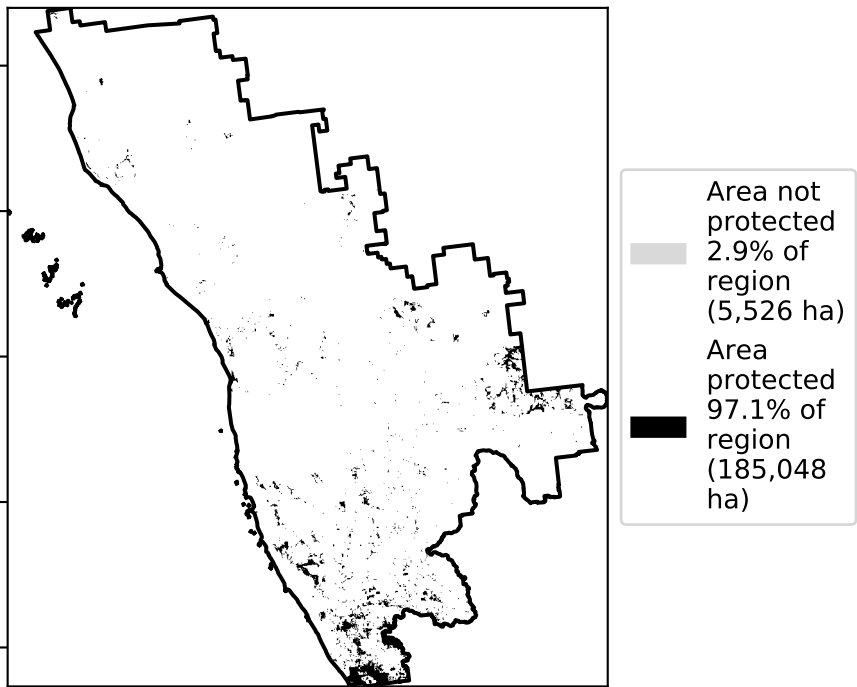 Area not
protected
2.9% of
region
(5,526 ha)
Area
protected
97.1% of
region
(185,048
ha)